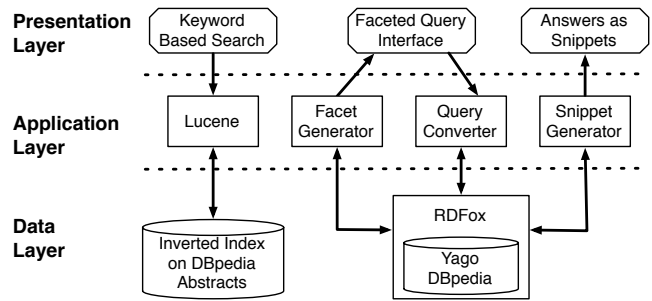 Presentation
Layer
Keyword
Based Search
Faceted Query
Interface
Answers as
Snippets
Application
Layer
Lucene
Facet
Generator
Query
Converter
Snippet
Generator
Data
Layer
Inverted Index
on DBpedia
Abstracts
RDFox
Yago
DBpedia